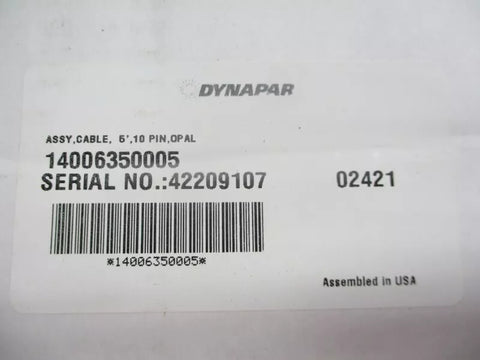 DYNAPAR
ASSY,CABLE, 5',10 PIN,OPAL
14006350005
SERIAL NO.:42209107 02421
*14006350005*
Assembled in USA